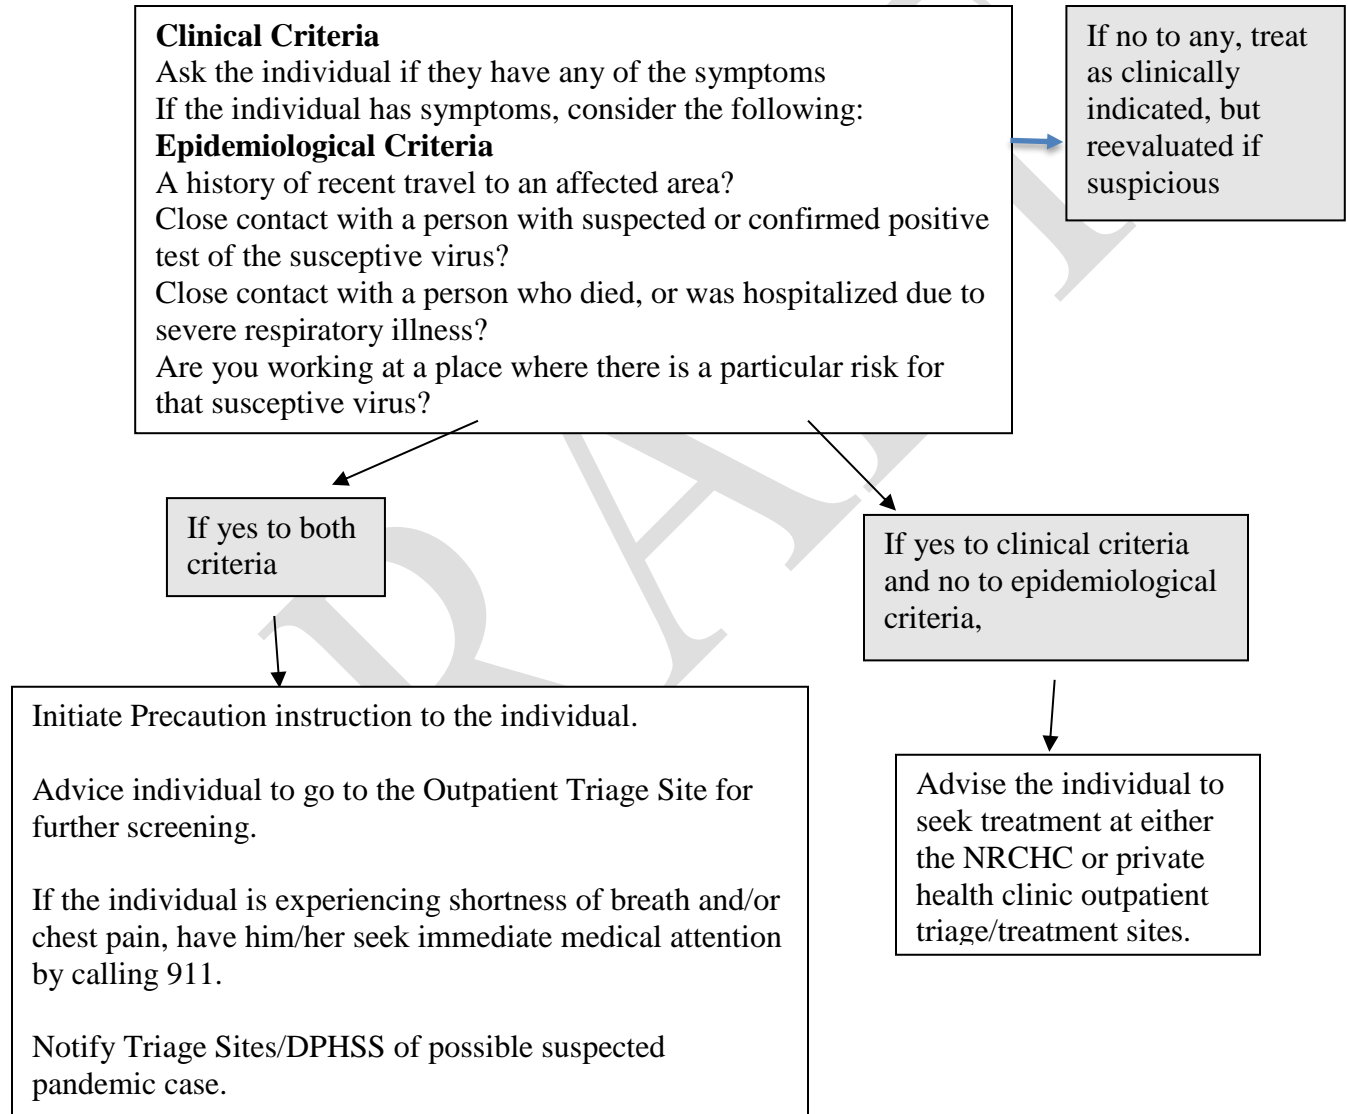 Clinical Criteria
Ask the individual if they have any of the symptoms
If the individual has symptoms, consider the following:
Epidemiological Criteria
A history of recent travel to an affected area?
Close contact with a person with suspected or confirmed positive
test of the susceptive virus?
Close contact with a person who died, or was hospitalized due to
severe respiratory illness?
Are you working at a place where there is a particular risk for
that susceptive virus?
If no to any, treat
as clinically
indicated, but
reevaluated if
suspicious
If yes to both
criteria
If yes to clinical criteria
and no to epidemiological
criteria,
Initiate Precaution instruction to the individual.
Advice individual to go to the Outpatient Triage Site for
further screening.
If the individual is experiencing shortness of breath and/or
chest pain, have him/her seek immediate medical attention
by calling 911.
Notify Triage Sites/DPHSS of possible suspected
pandemic case.
Advise the individual to
seek treatment at either
the NRCHC or private
health clinic outpatient
triage/treatment sites.